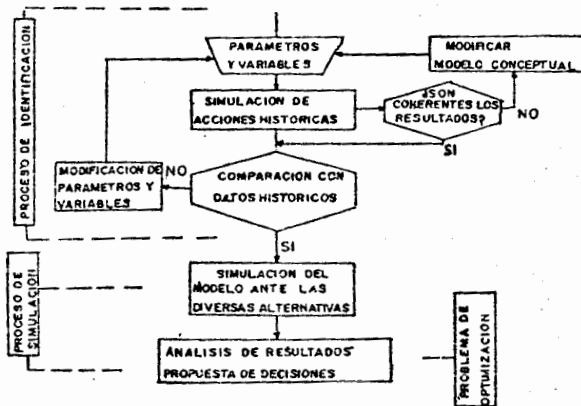 PROCESO DE IDENTIFICACION
PARAMETROS
Y VARIABLES
MODIFICAR
MODELO CONCEPTUAL
SIMULACION DE
ACCIONES HISTORICAS
¿SON
COHERENTES LOS
RESULTADOS?
NO
SI
MODIFICACION DE
PARAMETROS Y
VARIABLES
NO
COMPARACION CON
DATOS HISTORICOS
SI
PROCESO DE
SIMULACION
SIMULACION DEL
MODELO ANTE LAS
DIVERSAS ALTERNATIVAS
ANALISIS DE RESULTADOS
PROPUESTA DE DECISIONES
PROBLEMA DE
OPTIMIZACION